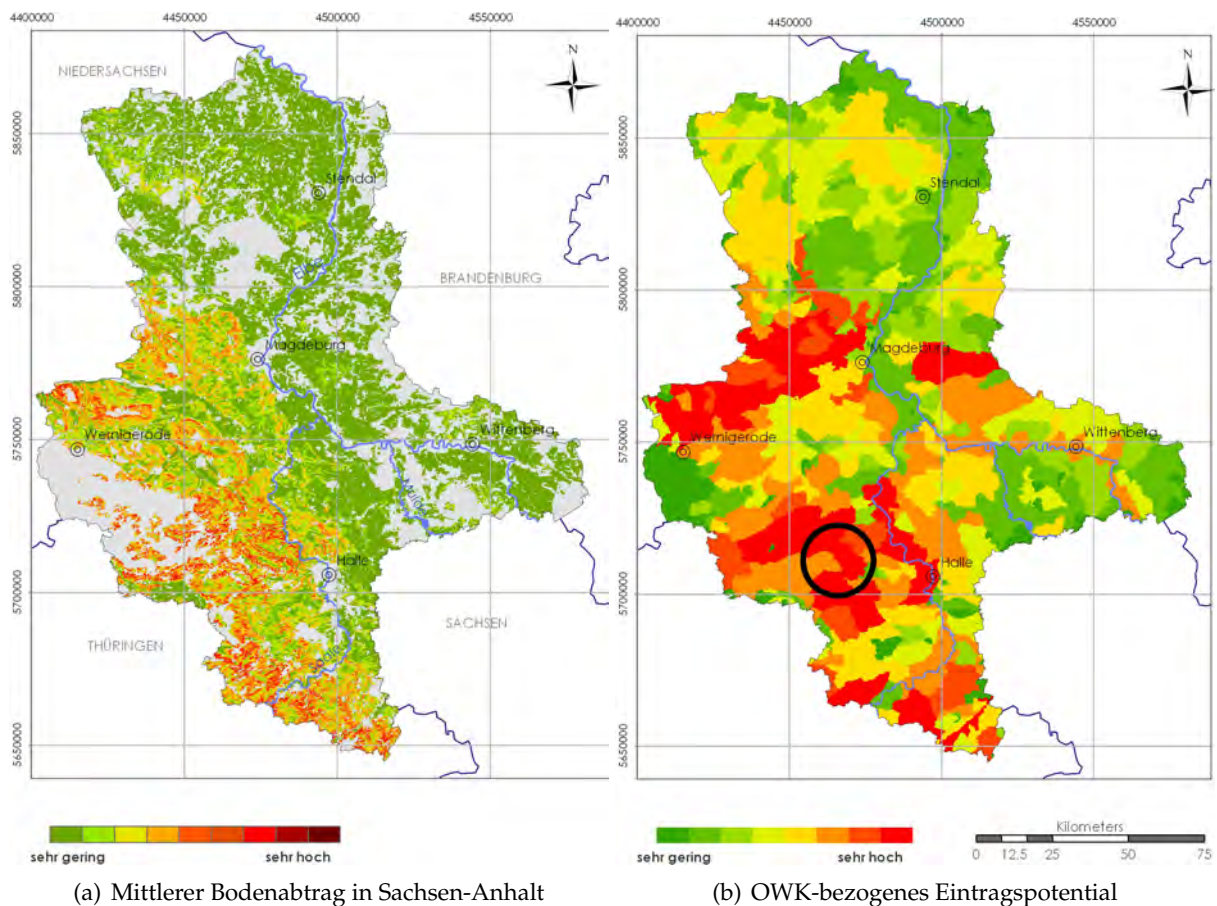 4400000 4450000 4500000 4550000
4400000 4450000 4500000 4550000
NIEDERSACHSEN
N
N
5850000
5850000
Stendal
Stendal
Elbe
BRANDENBURG
5800000
5800000
Magdeburg
Magdeburg
Wernigerode
Wittenberg
Wernigerode
Wittenberg
5750000
5750000
Mulde
Halle
Halle
5700000
5700000
THÜRINGEN
SACHSEN
Saale
5650000
5650000
sehr gering sehr hoch
sehr gering sehr hoch
Kilometers
0 12.5 25 50 75
(a) Mittlerer Bodenabtrag in Sachsen-Anhalt
(b) OWK-bezogenes Eintragspotential